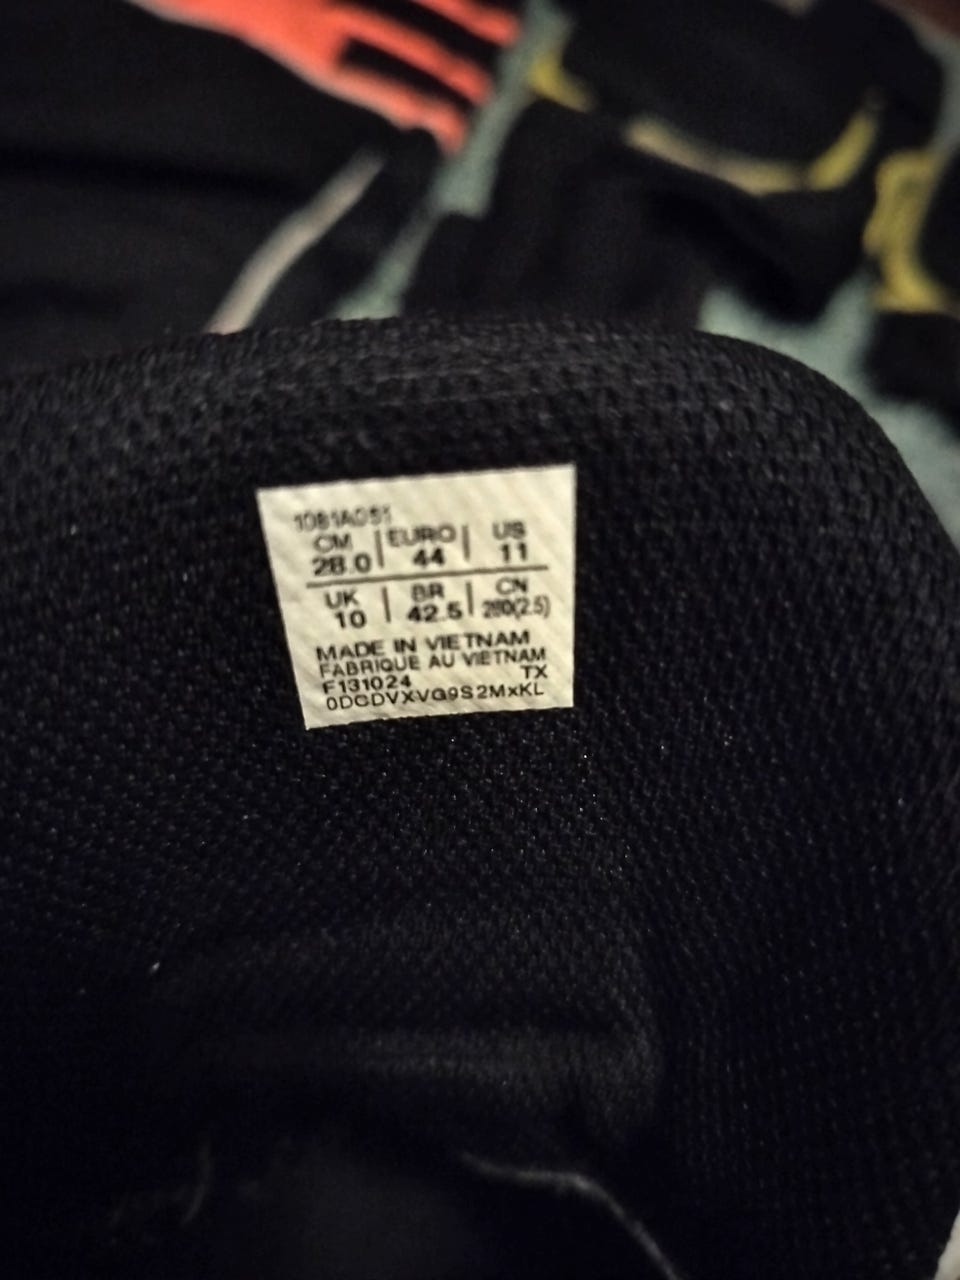 1081A051
CM | EURO | US
28.0 | 44 | 11
UK | BR | CN
10 | 42.5 | 280(2.5)
MADE IN VIETNAM
FABRIQUE AU VIETNAM
F131024 TX
0DCDVXVG9S2MxKL